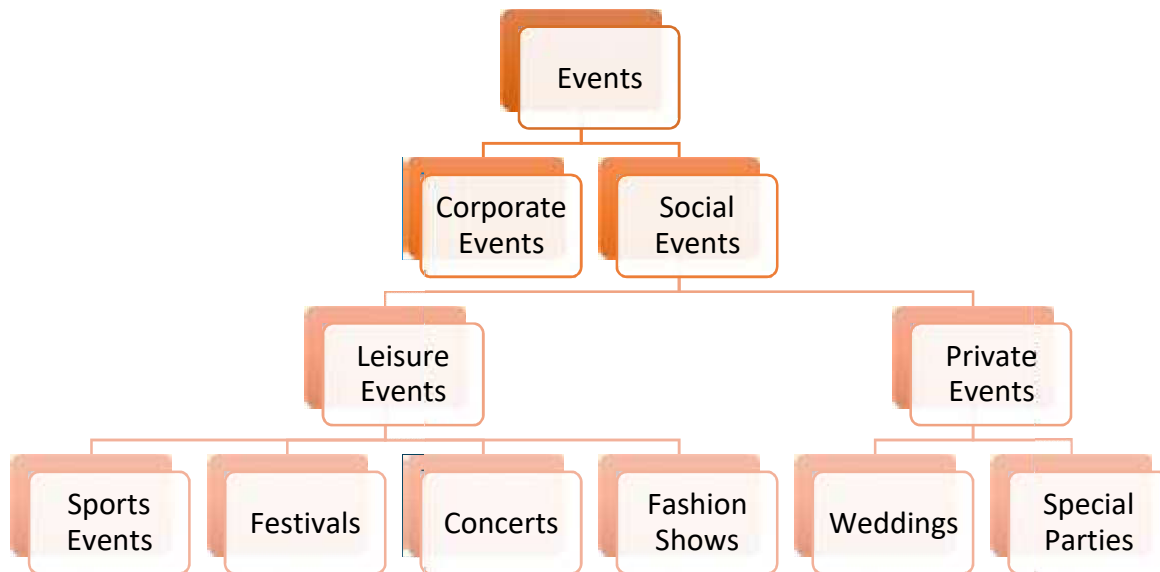 Events
Corporate
Events
Social
Events
Leisure
Events
Private
Events
Sports
Events
Festivals
Concerts
Fashion
Shows
Weddings
Special
Parties